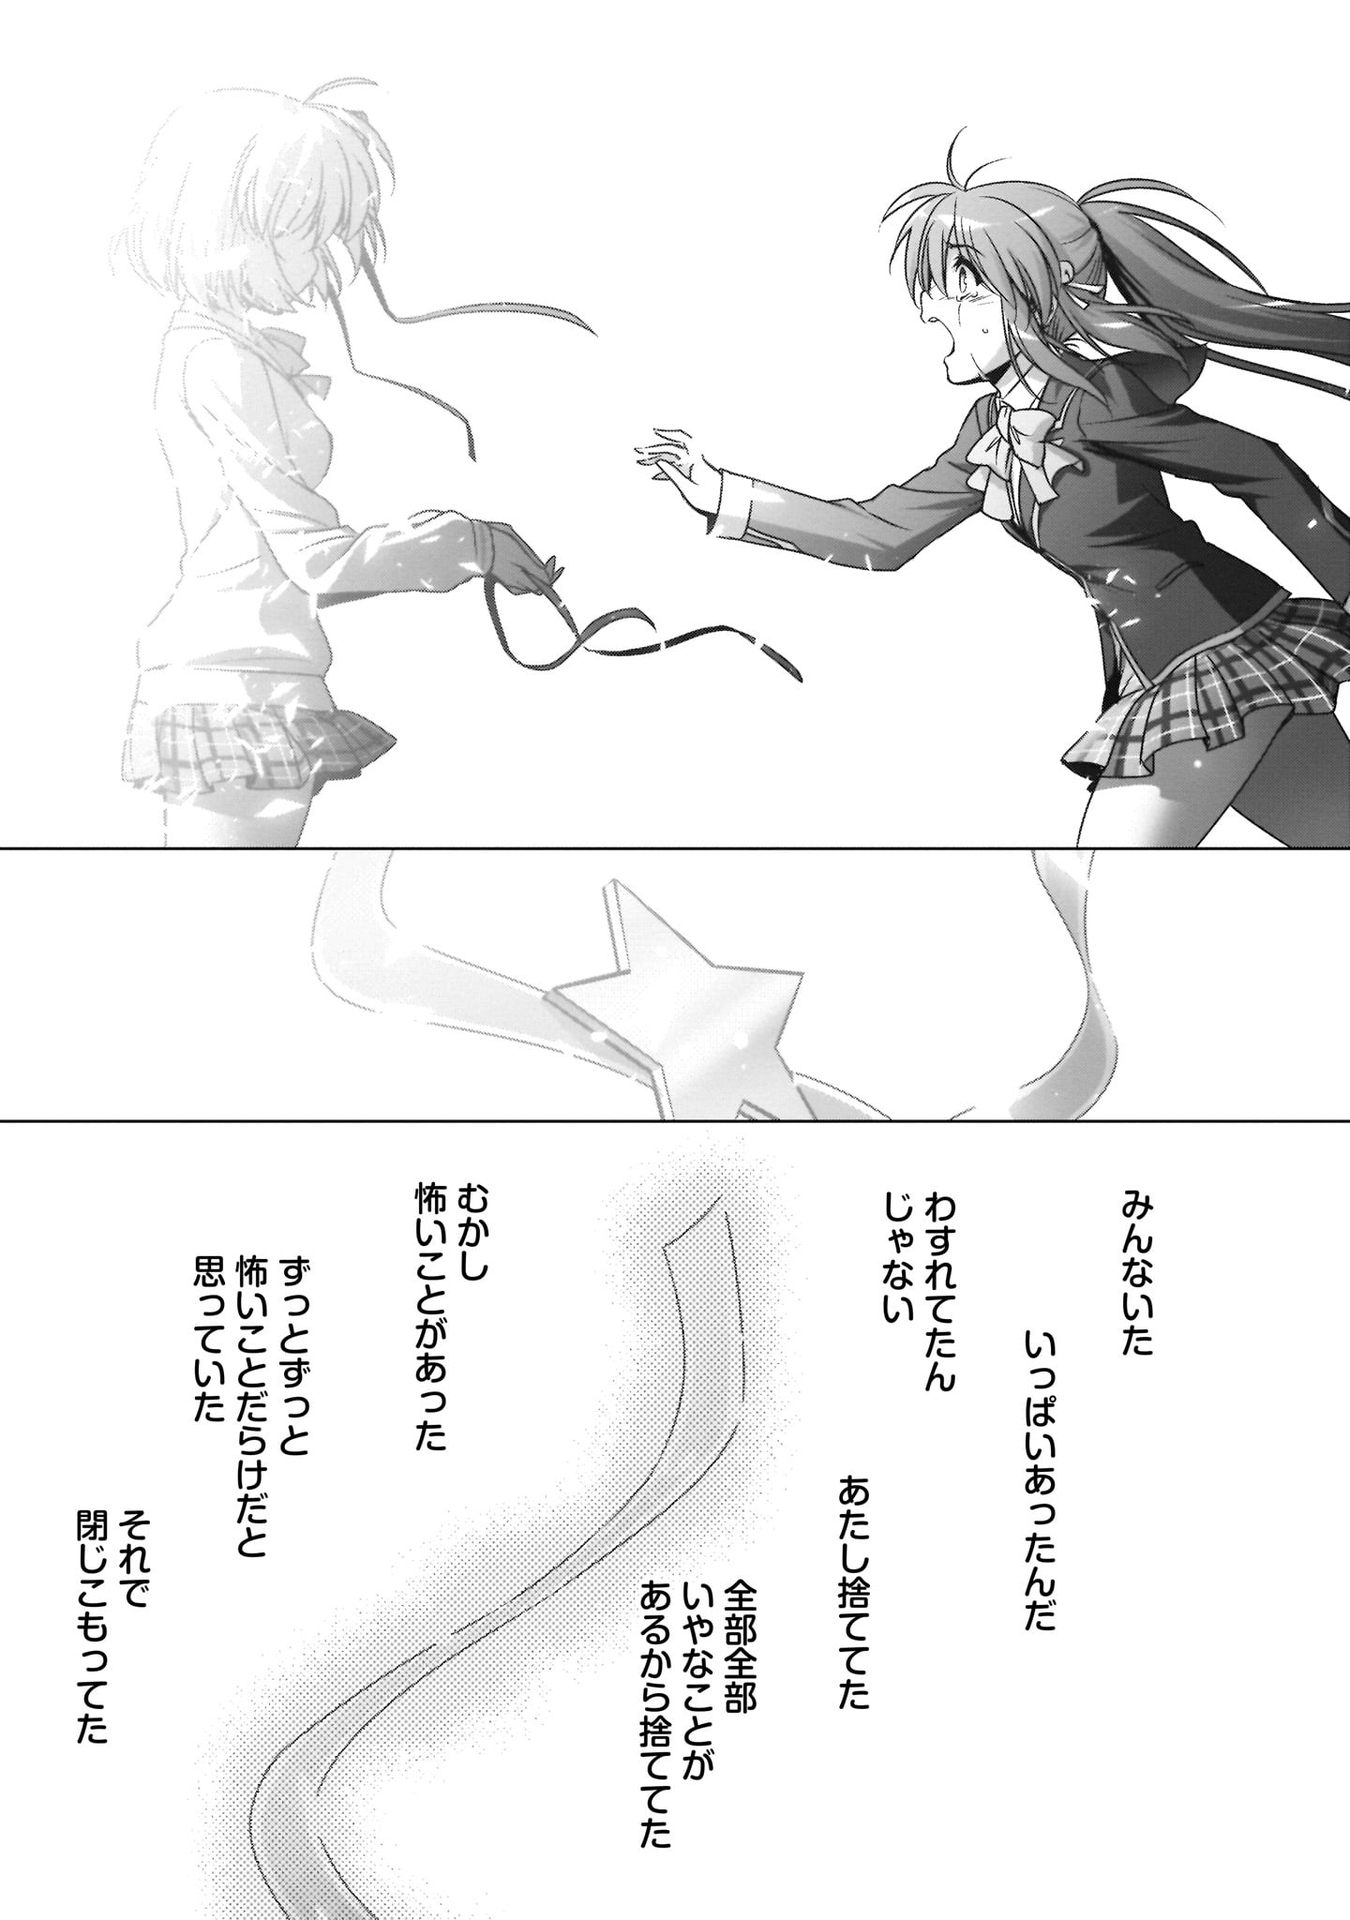 みんないた
いっぱいあったんだ
わすれてたん
じゃない
あたし捨ててた
全部全部
いやなことが
あるから捨ててた
むかし
怖いことがあった
ずっとずっと
怖いことだらけだと
思っていた
それで
閉じこもってた